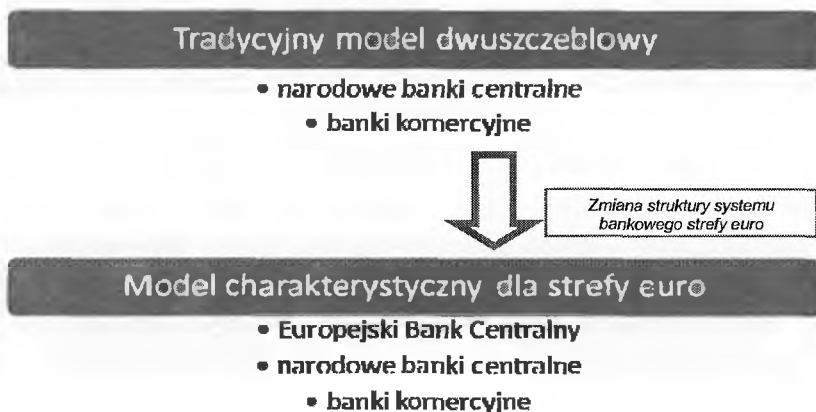 Tradycyjny model dwuszczeblowy
• narodowe banki centralne
• banki komercyjne
Zmiana struktury systemu
bankowego strefy euro
Model charakterystyczny dla strefy euro
• Europejski Bank Centralny
• narodowe banki centralne
• banki komercyjne